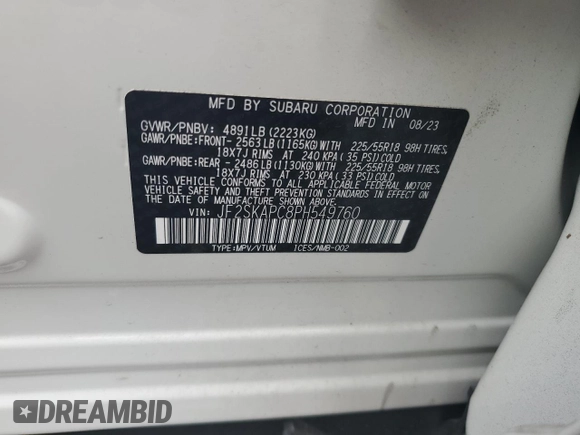 MFD BY SUBARU CORPORATION
GVWR/PNBV: 4891LB(2223KG) MFD IN 08/23
GAWR/PNBE:FRONT- 2563LB(1165KG)WITH 225/55R18 98H TIRES,
18X7J RIMS AT 240 KPA(35 PSI)COLD
GAWR/PNBE:REAR - 2486LB(1130KG)WITH 225/55R18 98H TIRES,
18X7J RIMS AT 230 KPA(33 PSI)COLD
THIS VEHICLE CONFORMS TO ALL APPLICABLE FEDERAL MOTOR
VEHICLE SAFETY AND THEFT PREVENTION STANDARDS IN EFFECT
ON THE DATE OF MANUFACTURE SHOWN ABOVE.
VIN: JF2SKAPC8PH549760
TYPE:MPV/VTUM ICES/NMB-002
DREAMBID